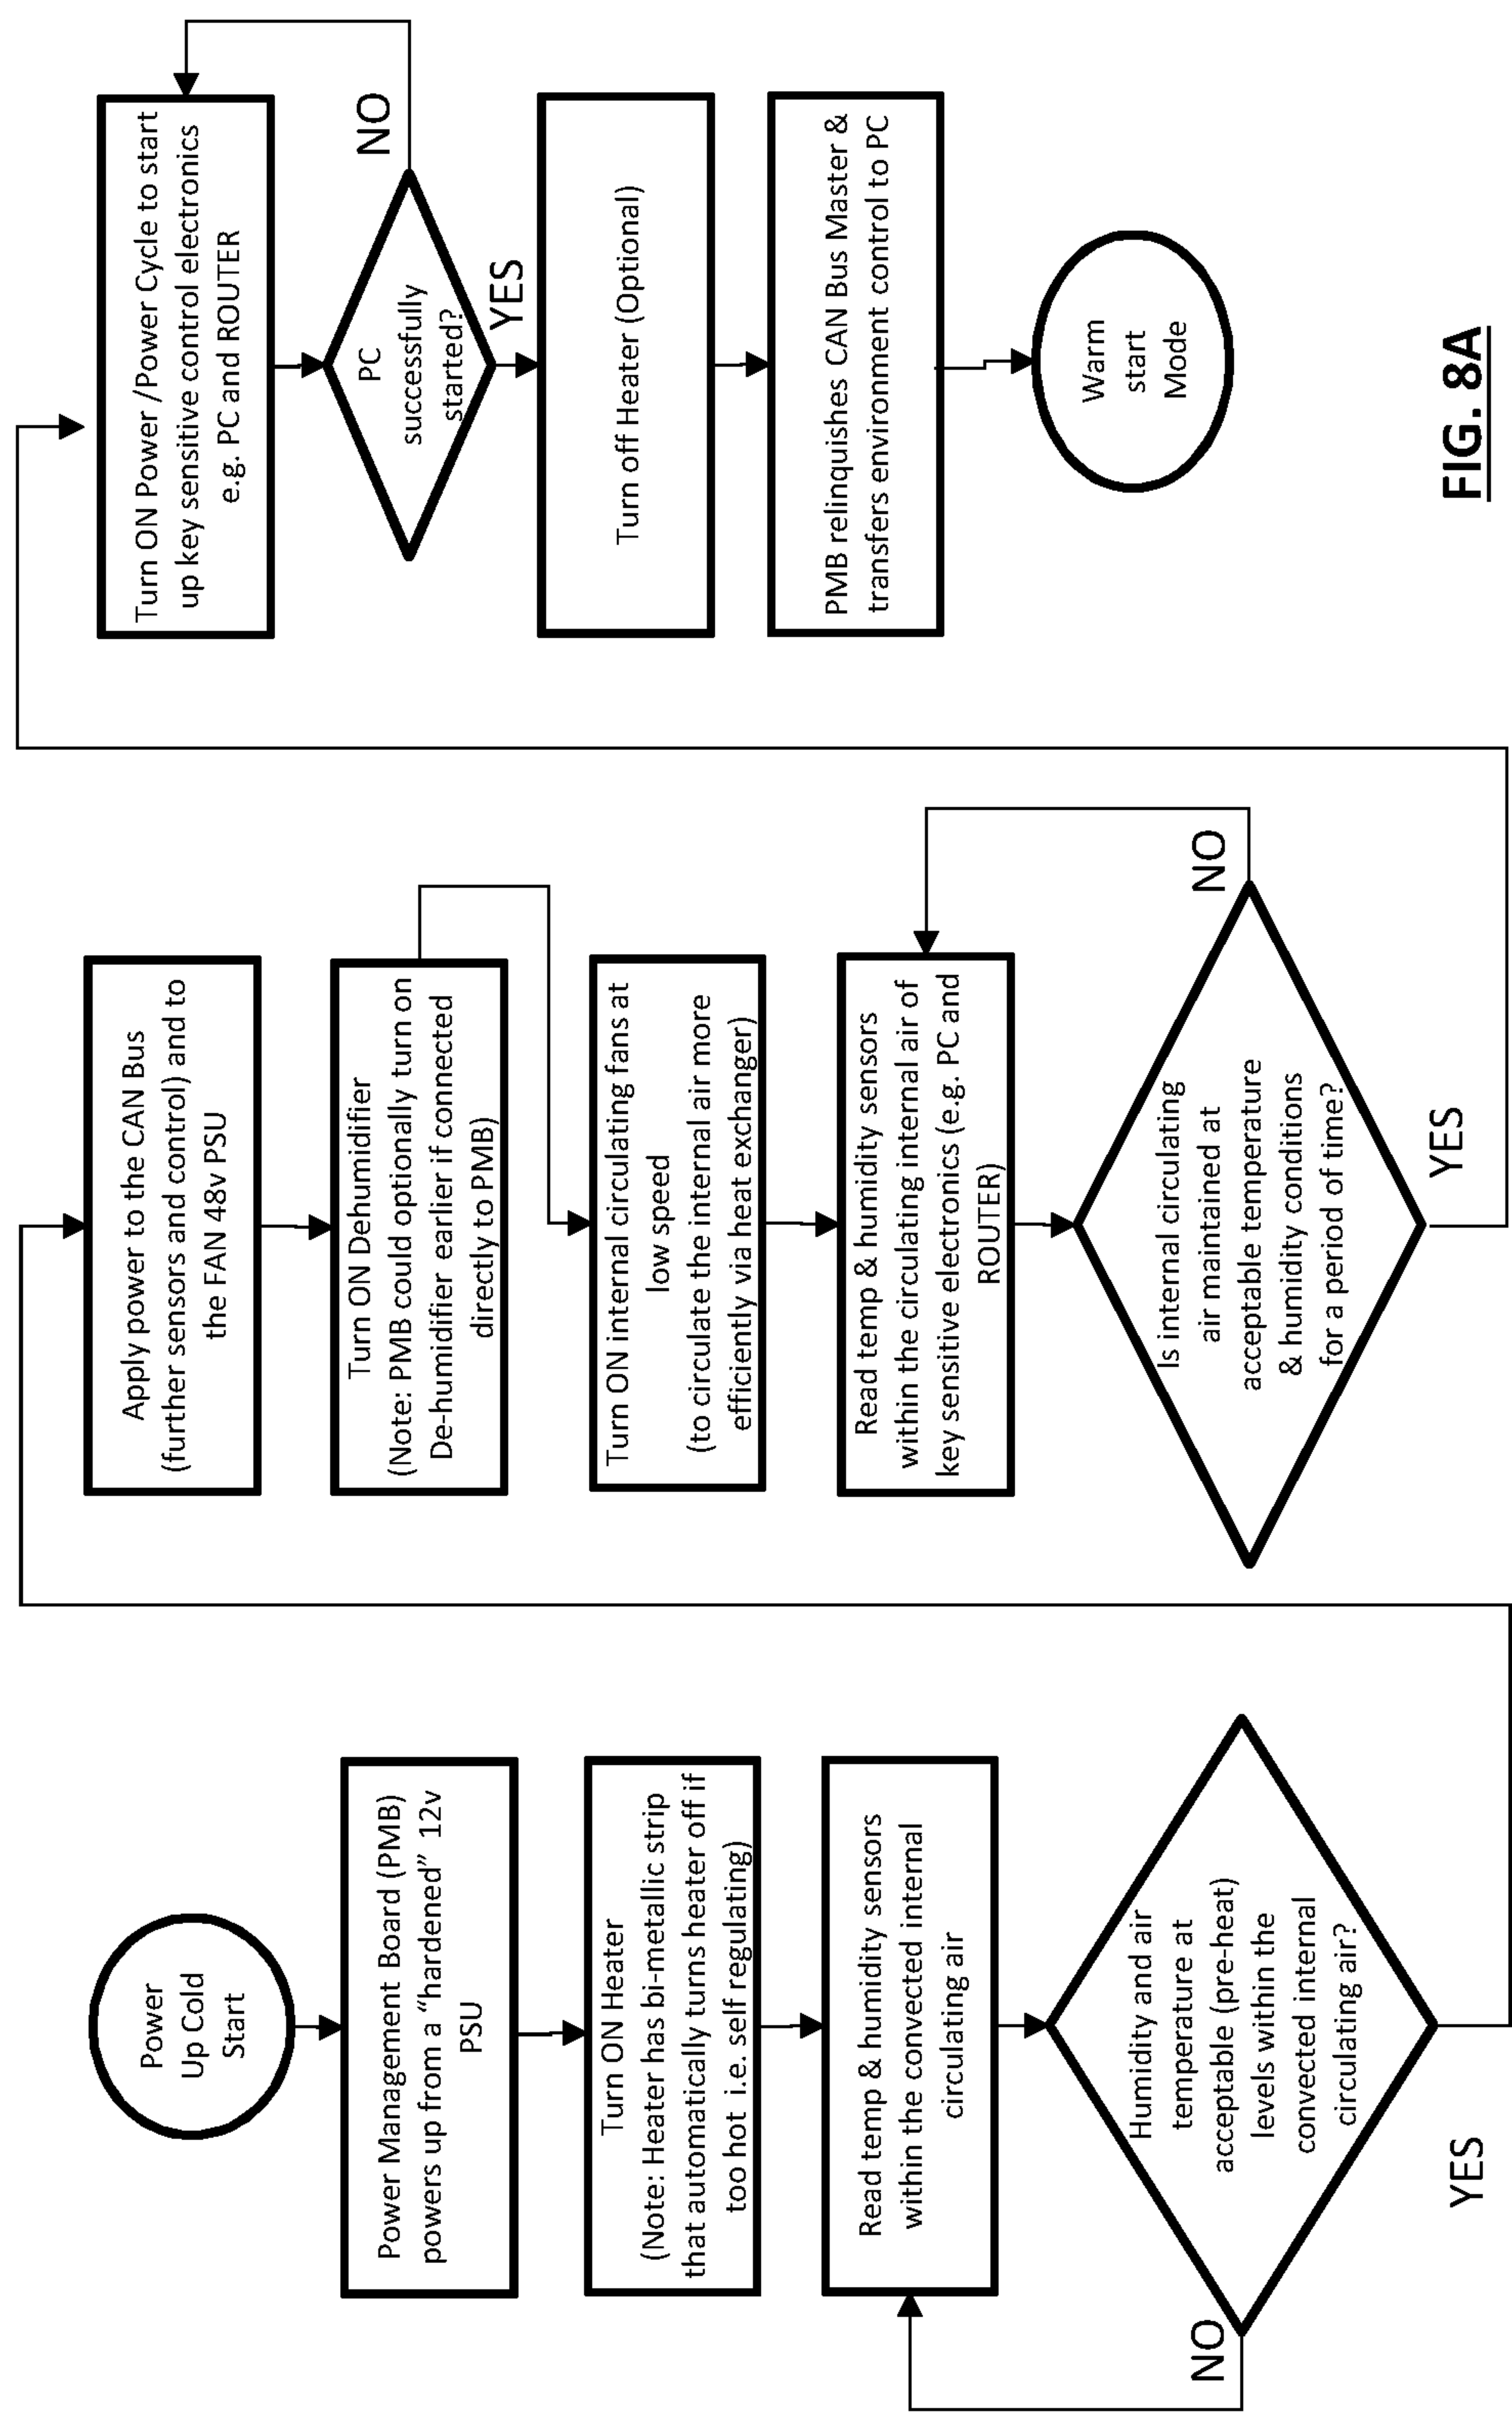 Power
Up Cold
Start
Power Management Board (PMB)
powers up from a “hardened” 12v
PSU
Turn ON Heater
(Note: Heater has bi-metallic strip
that automatically turns heater off if
too hot i.e. self regulating)
Read temp & humidity sensors
within the convected internal
circulating air
Humidity and air
temperature at
acceptable (pre-heat)
levels within the
convected internal
circulating air?
NO
YES
Apply power to the CAN Bus
(further sensors and control) and to
the FAN 48v PSU
Turn ON Dehumidifier
(Note: PMB could optionally turn on
De-humidifier earlier if connected
directly to PMB)
Turn ON internal circulating fans at
low speed
(to circulate the internal air more
efficiently via heat exchanger)
Read temp & humidity sensors
within the circulating internal air of
key sensitive electronics (e.g. PC and
ROUTER)
Is internal circulating
air maintained at
acceptable temperature
& humidity conditions
for a period of time?
NO
YES
Turn ON Power /Power Cycle to start
up key sensitive control electronics
e.g. PC and ROUTER
PC
successfully
started?
NO
YES
Turn off Heater (Optional)
PMB relinquishes CAN Bus Master &
transfers environment control to PC
Warm
start
Mode
FIG. 8A